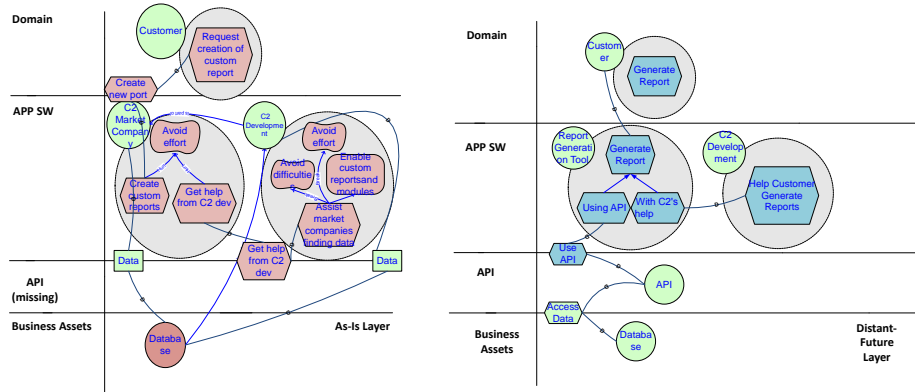 Domain
Customer
Request
creation of
custom
report
Create
new port
APP SW
C2
Market
Compan
y
Avoid
effort
C2
Developme
nt
Create
custom
reports
Get help
from C2 dev
Avoid
effort
Avoid
difficultie
Enable
custom
reportsand
modules
Assist
market
companies
finding data
Get help
from C2
dev
Data
Data
API
(missing)
Business Assets
Databa
se
As-Is Layer
Domain
Custom
er
Generate
Report
APP SW
Report
Generati
on Tool
Generate
Report
Using API
With C2's
help
C2
Develop
ment
Help Customer
Generate
Reports
Use
API
API
API
Access
Data
Business
Assets
Databa
se
Distant-
Future
Layer